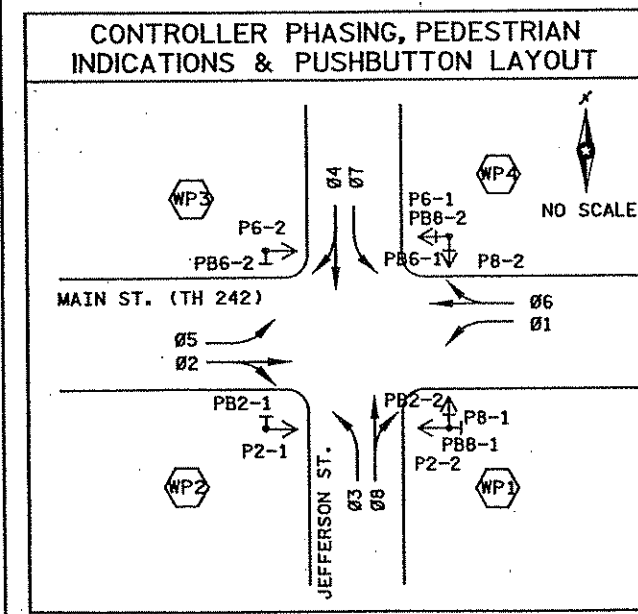 CONTROLLER PHASING, PEDESTRIAN
INDICATIONS & PUSHBUTTON LAYOUT
WP3
Ø4
Ø7
WP4
P6-1
PB8-2
NO SCALE
P6-2
PB6-2
PB6-1
P8-2
MAIN ST. (TH 242)
Ø6
Ø1
Ø5
Ø2
PB2-1
P2-1
PB2-2
P8-1
PB8-1
P2-2
WP2
JEFFERSON ST.
Ø3
Ø8
WP1